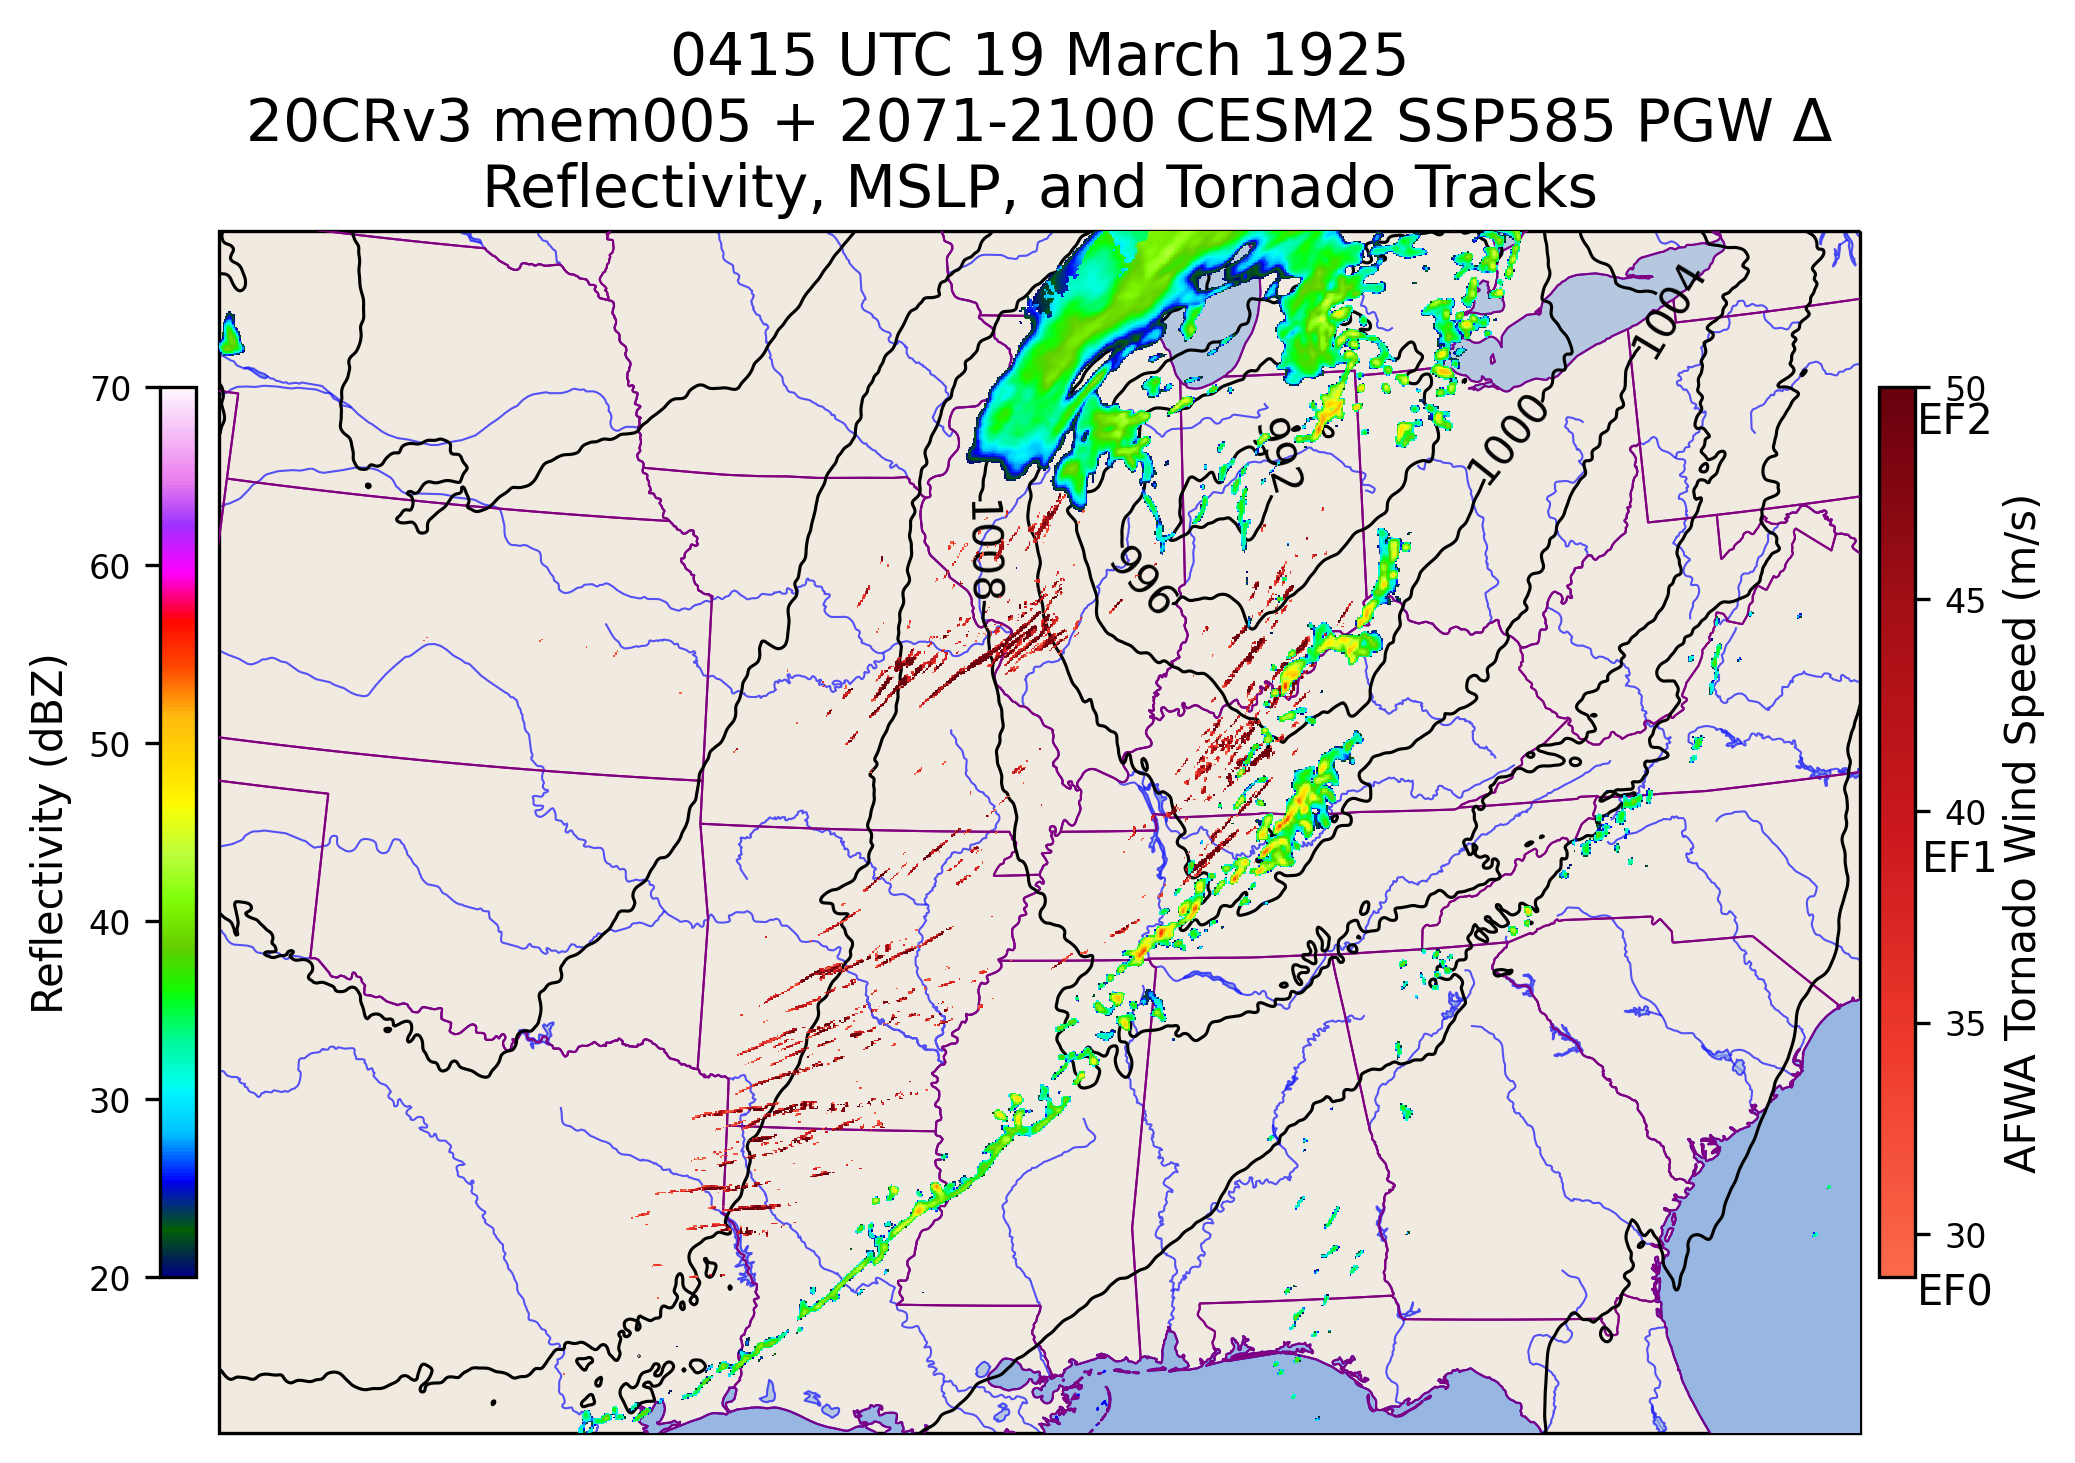 0415 UTC 19 March 1925
20CRv3 mem005 + 2071-2100 CESM2 SSP585 PGW Δ
Reflectivity, MSLP, and Tornado Tracks
Reflectivity (dBZ)
70
60
50
40
30
20
1004
1000
992
1008
996
50
EF2
45
40
EF1
35
30
EF0
AFWA Tornado Wind Speed (m/s)